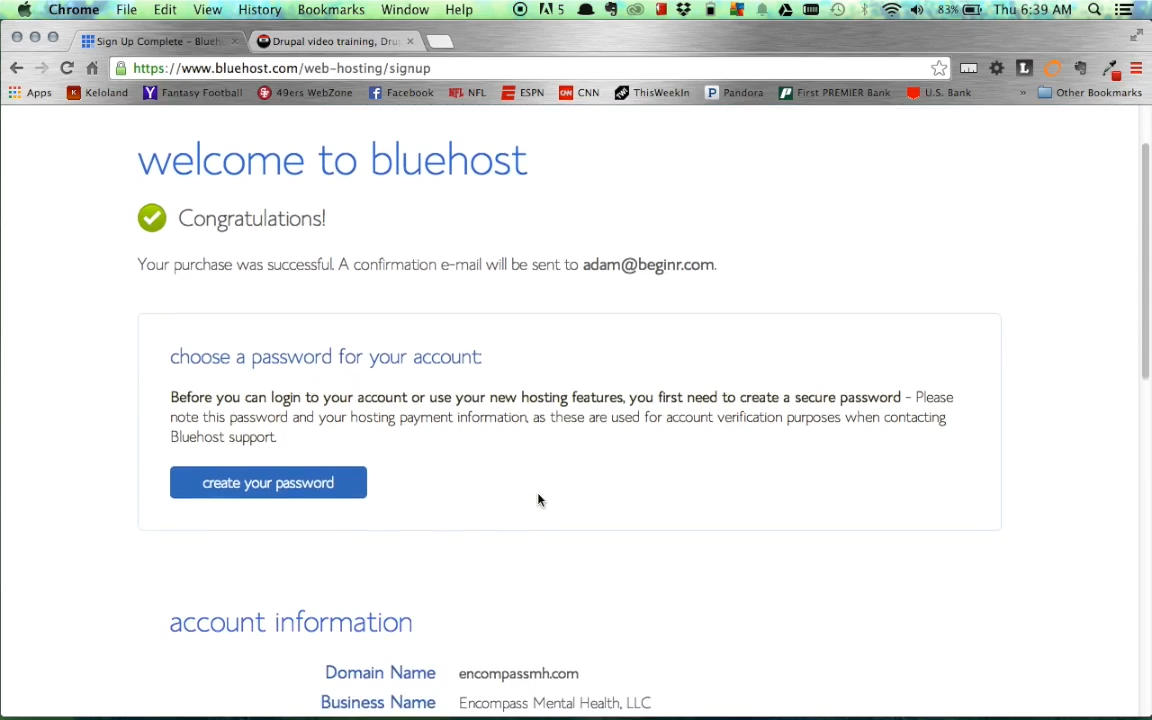 Chrome File Edit View History Bookmarks Window Help 5 83% Thu 6:39 AM
Sign Up Complete – Blueh Drupal video training, Dru
https://www.bluehost.com/web-hosting/signup
Apps Keloland Fantasy Football 49ers WebZone Facebook NFL ESPN CNN ThisWeekIn Pandora First PREMIER Bank U.S. Bank » Other Bookmarks
welcome to bluehost
Congratulations!
Your purchase was successful. A confirmation e-mail will be sent to adam@beginr.com.
choose a password for your account:
Before you can login to your account or use your new hosting features, you first need to create a secure password - Please
note this password and your hosting payment information, as these are used for account verification purposes when contacting
Bluehost support.
create your password
account information
Domain Name encompassmh.com
Business Name Encompass Mental Health, LLC